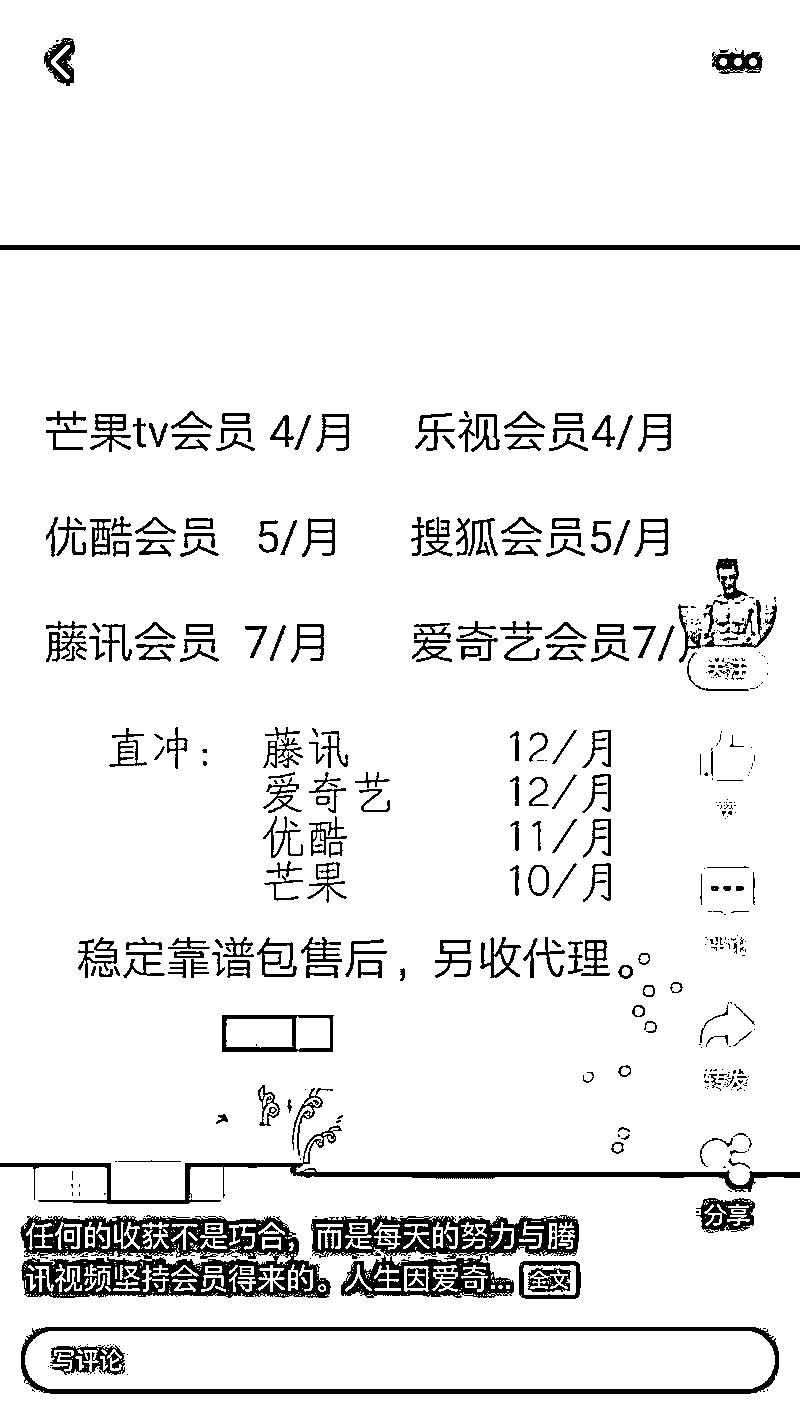 芒果tv会员 4/月 乐视会员4/月
优酷会员 5/月 搜狐会员5/月
藤讯会员 7/月 爱奇艺会员7/月
关注
直冲： 藤讯 12/月
爱奇艺 12/月
优酷 11/月
芒果 10/月
稳定靠谱包售后，另收代理。
评论
转发
分享
任何的收获不是巧合，而是每天的努力与腾
讯视频坚持会员得来的。人生因爱奇... 全文
写评论